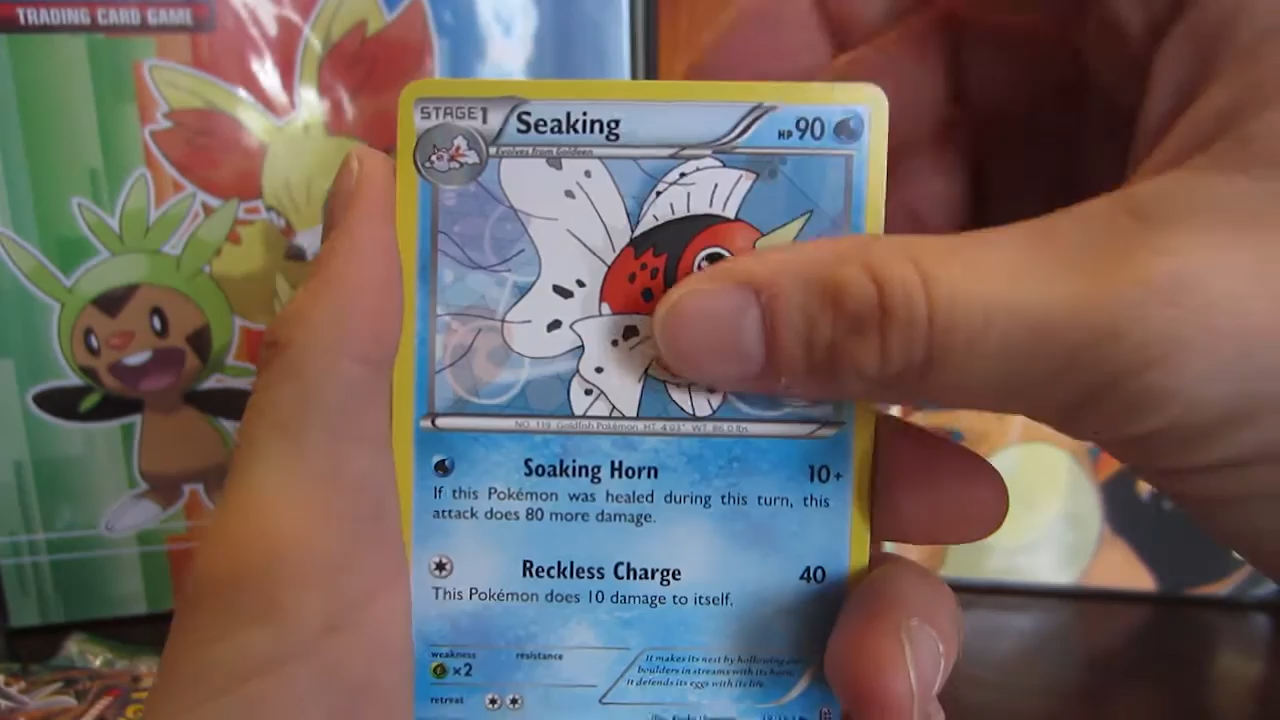 TRADING CARD GAME
STAGE1
Seaking
HP 90
Evolves from Goldeen
NO. 119 Goldfish Pokémon HT: 4'03" WT: 86.0 lbs
Soaking Horn 10+
If this Pokémon was healed during this turn, this
attack does 80 more damage.
Reckless Charge 40
This Pokémon does 10 damage to itself.
weakness
resistance
×2
It makes its nest by hollowing out
boulders in streams with its horn.
It defends its eggs with its life.
retreat